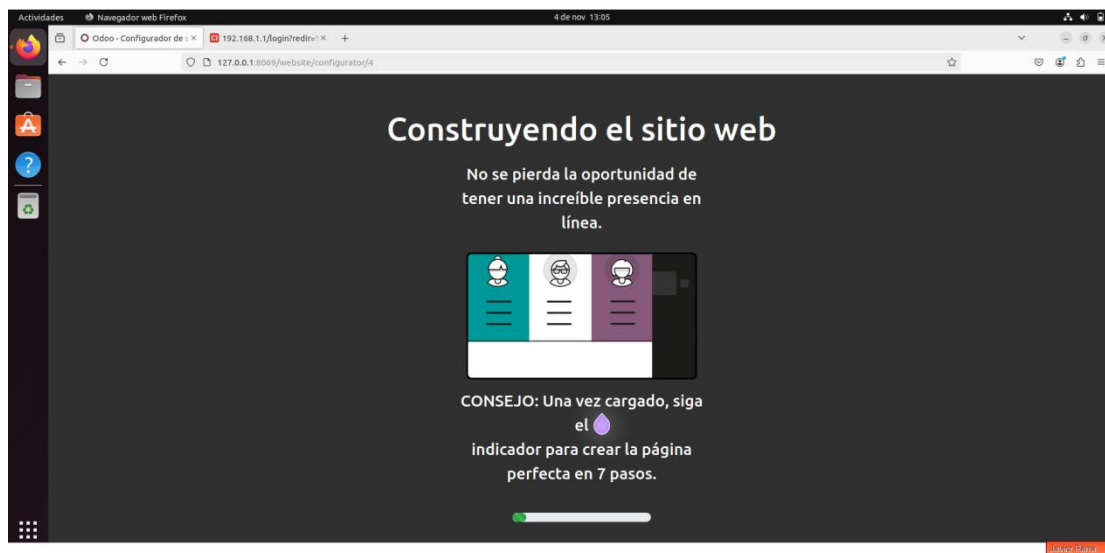 Actividades
Navegador web Firefox
4 de nov 13:05
Odoo - Configurador de s
192.168.1.1/login?redir=
127.0.0.1:8069/website/configurator/4
Construyendo el sitio web
No se pierda la oportunidad de
tener una increíble presencia en
línea.
CONSEJO: Una vez cargado, siga
el
indicador para crear la página
perfecta en 7 pasos.
Javier